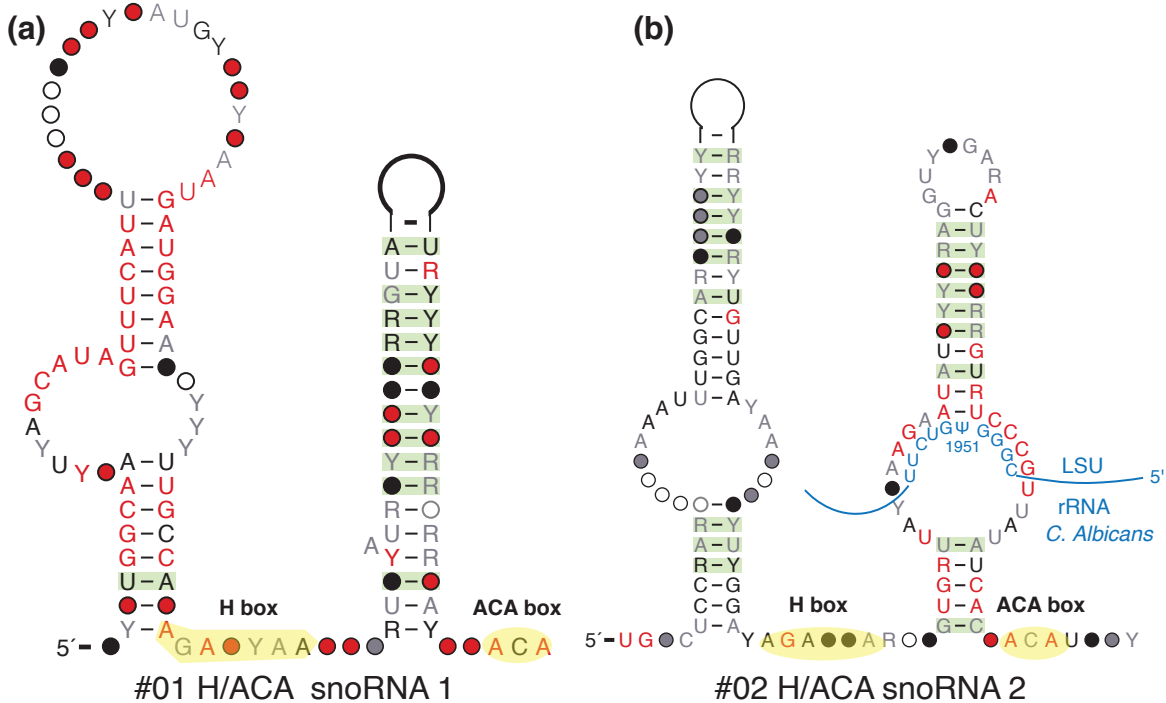 (a)
Y A U G Y
Y
A
A
U
U – G
U – A
A – U
C – G
U – G
U – A
U – A
G –
A U A C G A U Y
Y Y Y
A – U
A – U
C – G
G – C
G – C
U – A
Y A
5´–
H box
G A Y A A
A – U
U R
G – Y
R – Y
R – Y
– Y
Y – R
– R
R
U – R
A Y – R
U – A
R Y
ACA box
A C A
#01 H/ACA snoRNA 1
(b)
Y – R
Y – R
– Y
– Y
– R
R – Y
A – U
C – G
G – U
G – U
U – G
U – A
U A A A
Y A A
R – Y
A – U
R – Y
C – G
C – G
U – A
5´– U G C
H box
Y A G A A R
G Y U G
G A R A
G C
A – U
R – Y
Y – R
Y – R
U – G
A – U
U – R
A – U
A G A A Y A U
C C C G U U A
U U C U G Ψ G G G C
1951
LSU
5'
rRNA
C. Albicans
U – A
R – U
G – C
U – A
G – C
ACA box
A C A U Y
#02 H/ACA snoRNA 2